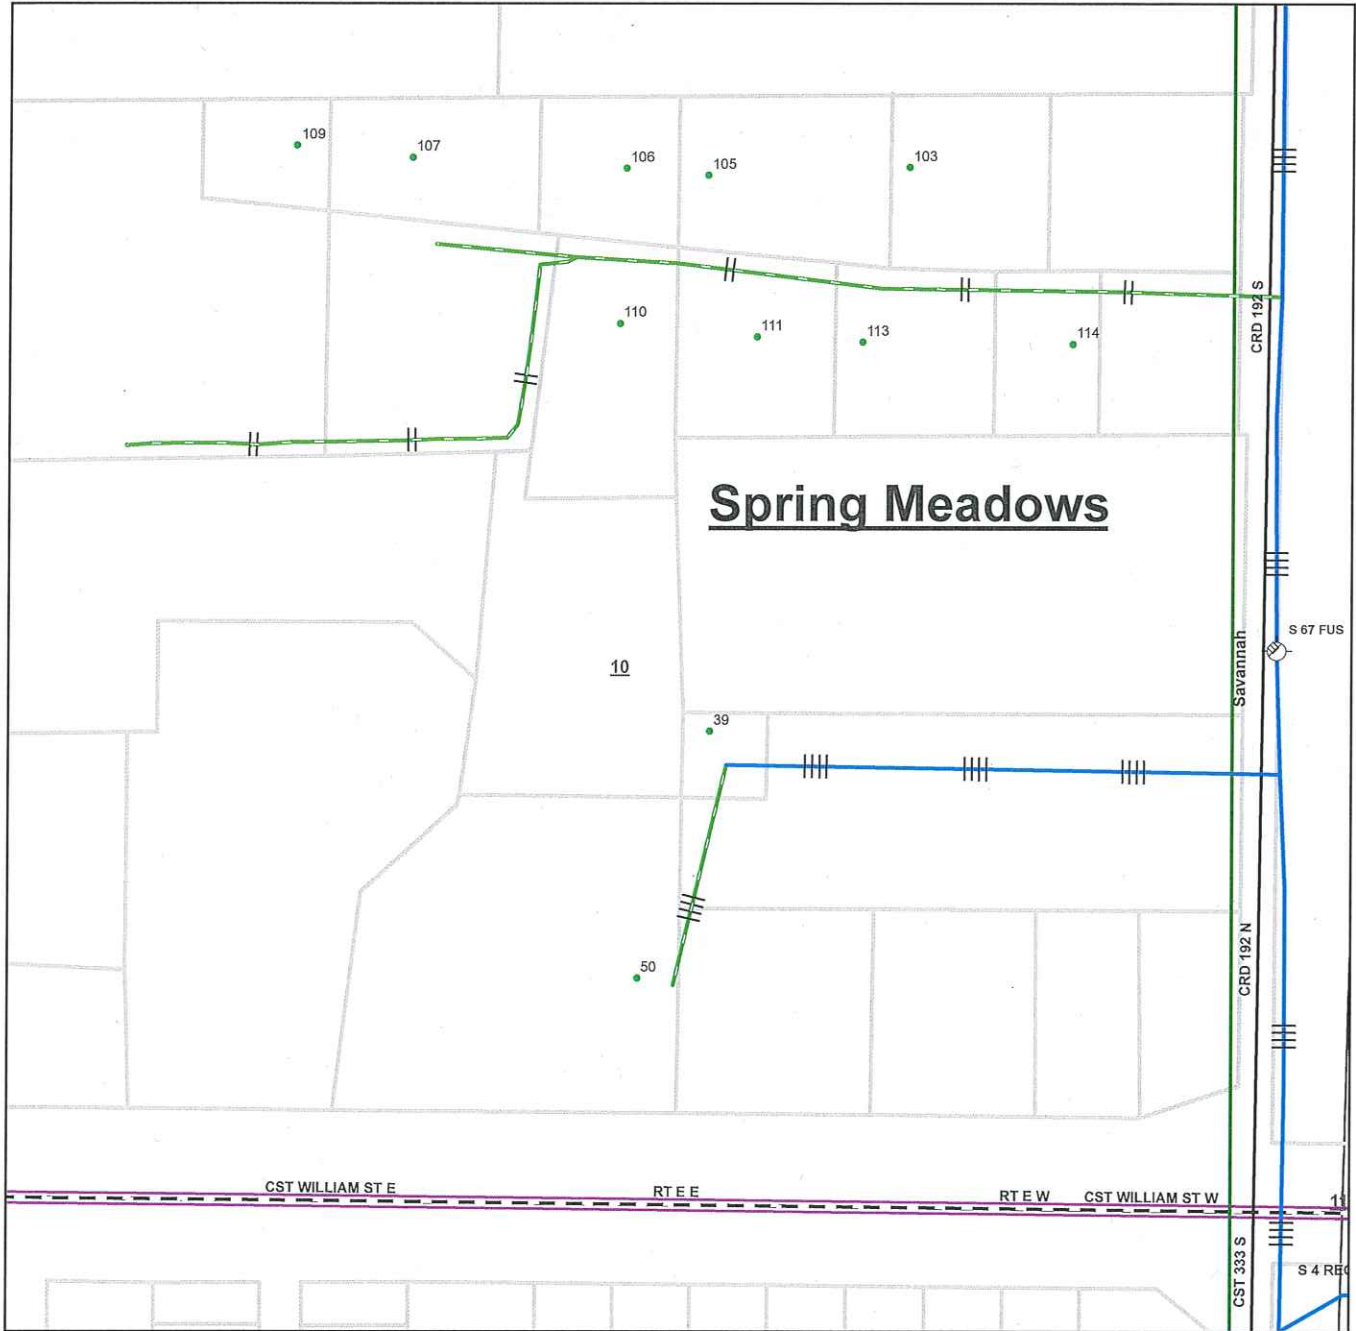 109
107
106
105
103
CRD 192 S
110
111
113
114
Spring Meadows
S 67 FUS
Savannah
10
39
CRD 192 N
50
CST WILLIAM ST E
RT E E
RT E W
CST WILLIAM ST W
CST 333 S
S 4 REC